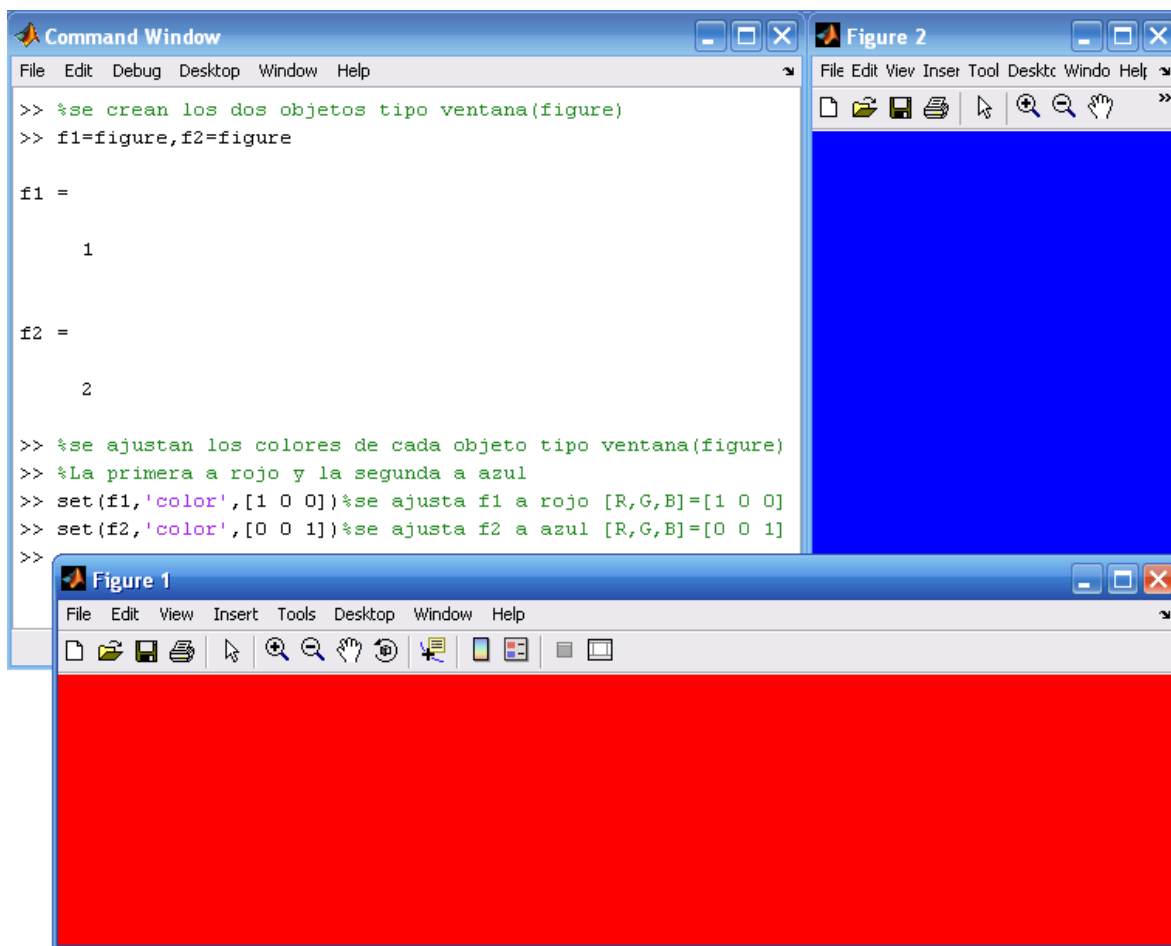 Command Window
File Edit Debug Desktop Window Help
>> %se crean los dos objetos tipo ventana(figure)
>> f1=figure,f2=figure
f1 =
1
f2 =
2
>> %se ajustan los colores de cada objeto tipo ventana(figure)
>> %La primera a rojo y la segunda a azul
>> set(f1,'color',[1 0 0])%se ajusta f1 a rojo [R,G,B]=[1 0 0]
>> set(f2,'color',[0 0 1])%se ajusta f2 a azul [R,G,B]=[0 0 1]
>>
Figure 2
File Edit View Inser Tool Deskto Windo Help
Figure 1
File Edit View Insert Tools Desktop Window Help